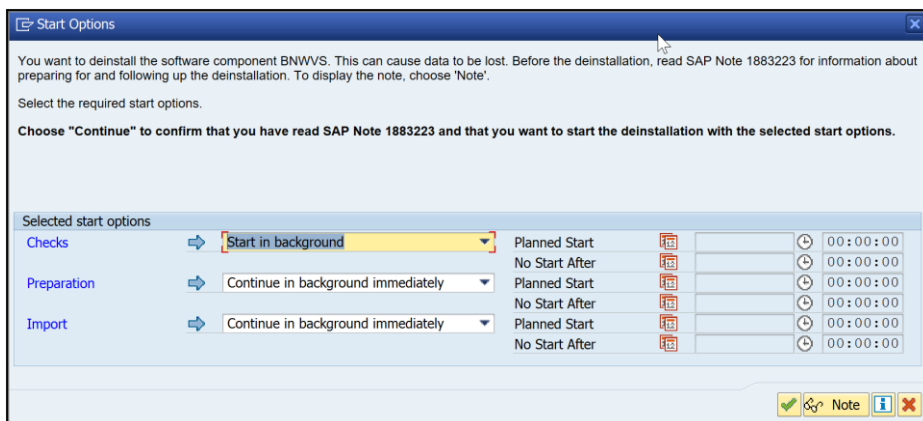 Start Options
You want to deinstall the software component BNWVS. This can cause data to be lost. Before the deinstallation, read SAP Note 1883223 for information about
preparing for and following up the deinstallation. To display the note, choose 'Note'.
Select the required start options.
Choose "Continue" to confirm that you have read SAP Note 1883223 and that you want to start the deinstallation with the selected start options.
Selected start options
Checks Start in background Planned Start 00:00:00
No Start After 00:00:00
Preparation Continue in background immediately Planned Start 00:00:00
No Start After 00:00:00
Import Continue in background immediately Planned Start 00:00:00
No Start After 00:00:00
Note